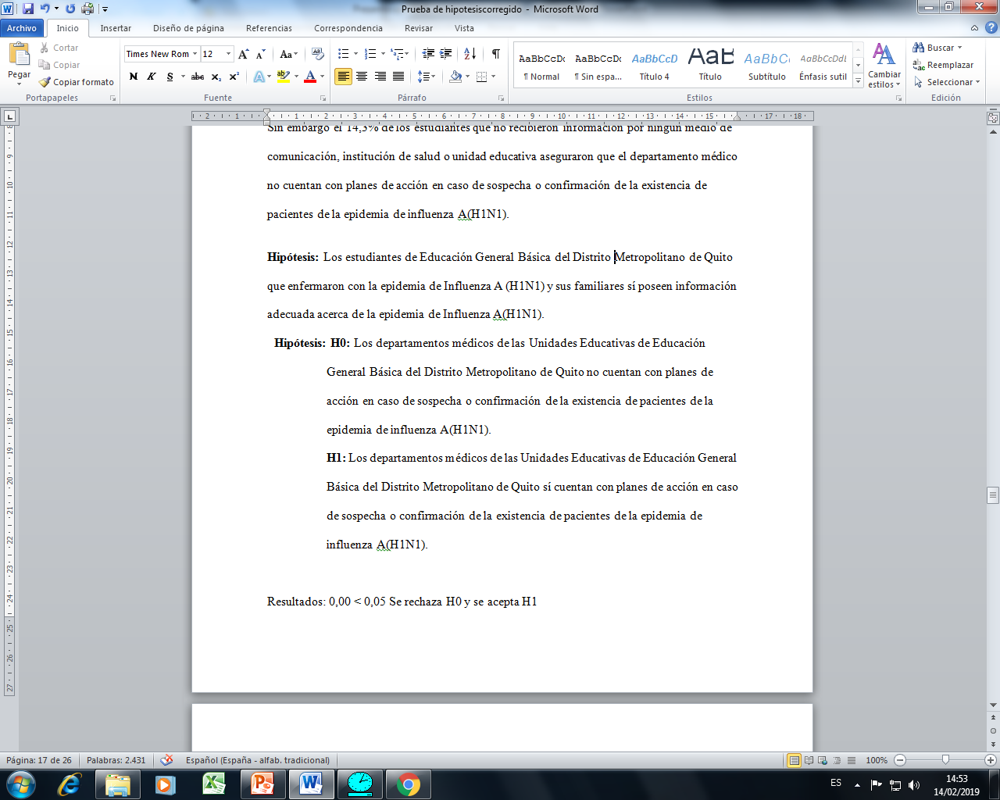 Prueba de hipotesiscorregido - Microsoft Word
Archivo Inicio Insertar Diseño de página Referencias Correspondencia Revisar Vista
Pegar
Cortar
Copiar
Copiar formato
Portapapeles
Times New Rom 12
N K S abc x₂ x²
Fuente
Párrafo
AaBbCcDc AaBbCcDc AaBbCcD AaB AaBbCc AaBbCcDdE
¶ Normal ¶ Sin espa... Título 4 Título Subtítulo Énfasis sutil
Estilos
Cambiar estilos
Buscar
Reemplazar
Seleccionar
Edición
Sin embargo el 14,3% de los estudiantes que no recibieron información por ningún medio de
comunicación, institución de salud o unidad educativa aseguraron que el departamento médico
no cuentan con planes de acción en caso de sospecha o confirmación de la existencia de
pacientes de la epidemia de influenza A(H1N1).
Hipótesis: Los estudiantes de Educación General Básica del Distrito Metropolitano de Quito
que enfermaron con la epidemia de Influenza A (H1N1) y sus familiares sí poseen información
adecuada acerca de la epidemia de Influenza A(H1N1).
Hipótesis: H0: Los departamentos médicos de las Unidades Educativas de Educación
General Básica del Distrito Metropolitano de Quito no cuentan con planes de
acción en caso de sospecha o confirmación de la existencia de pacientes de la
epidemia de influenza A(H1N1).
H1: Los departamentos médicos de las Unidades Educativas de Educación General
Básica del Distrito Metropolitano de Quito sí cuentan con planes de acción en caso
de sospecha o confirmación de la existencia de pacientes de la epidemia de
influenza A(H1N1).
Resultados: 0,00 < 0,05 Se rechaza H0 y se acepta H1
Página: 17 de 26 Palabras: 2.431 Español (España - alfab. tradicional) 100%
ES 14:53
14/02/2019